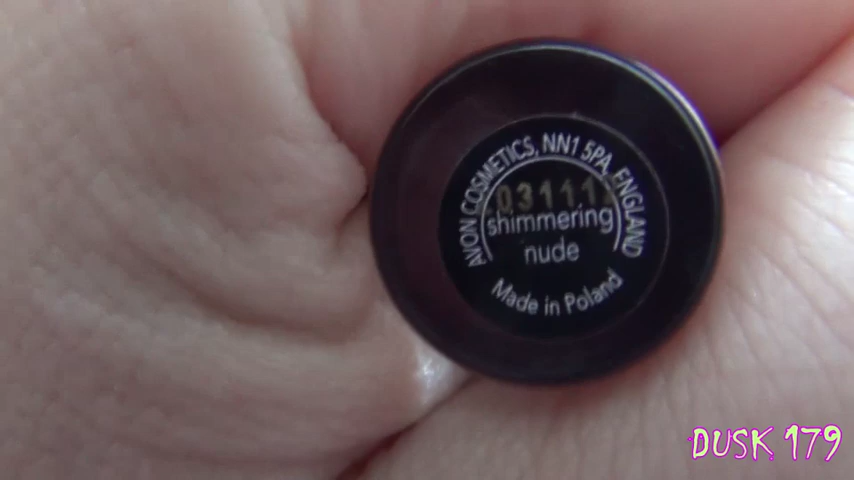 AVON COSMETICS, NN1 5PA, ENGLAND
shimmering
nude
Made in Poland
DUSK 179